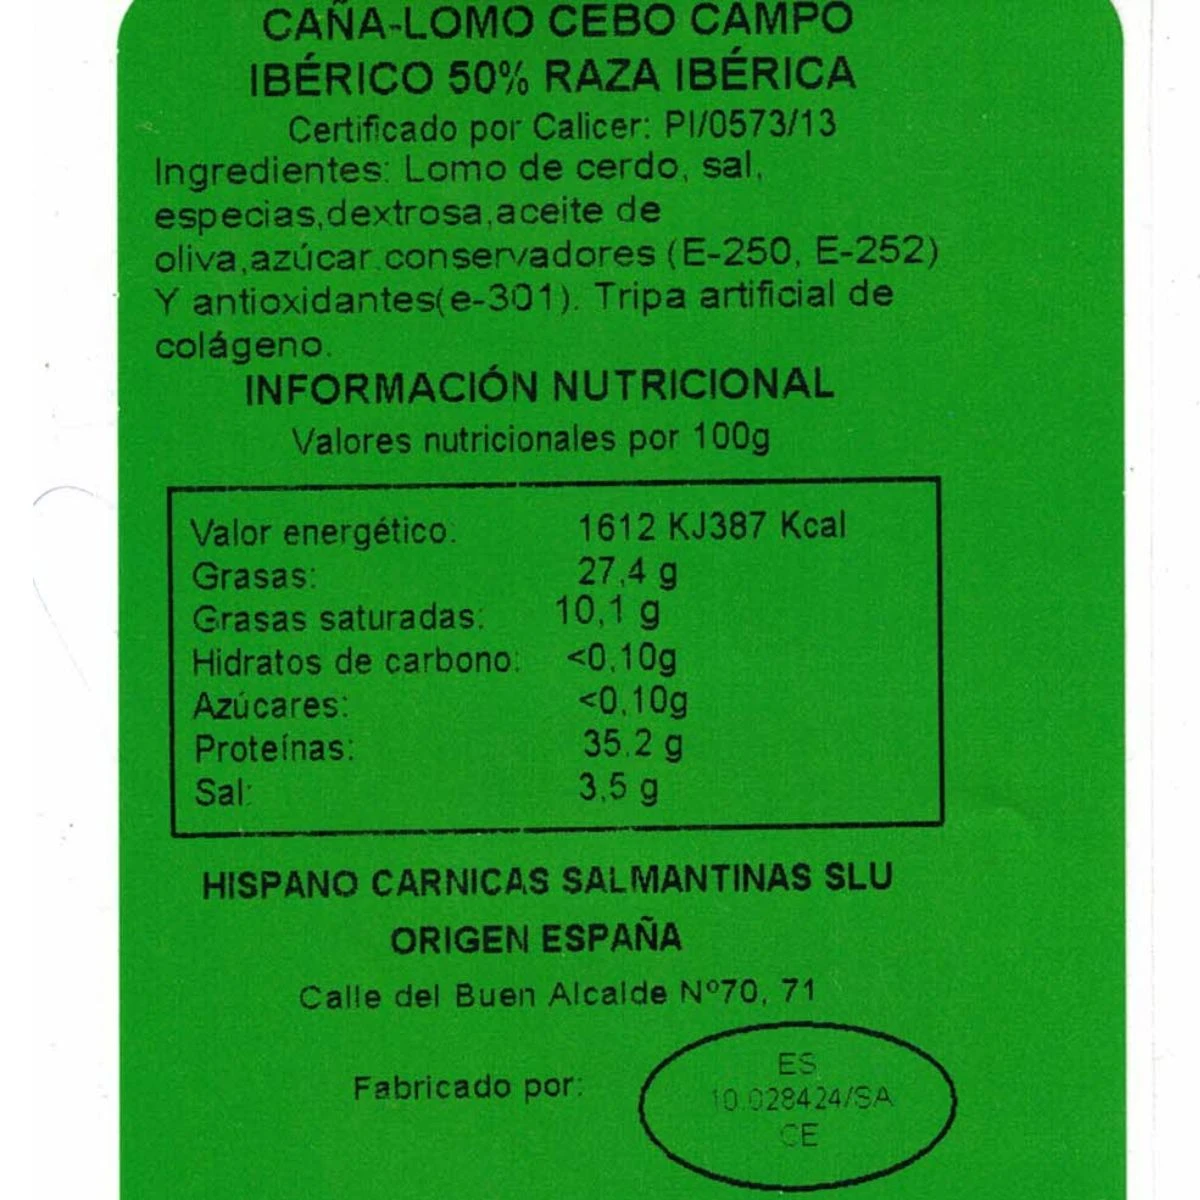 CAÑA-LOMO CEBO CAMPO
IBÉRICO 50% RAZA IBÉRICA
Certificado por Calicer: PI/0573/13
Ingredientes: Lomo de cerdo, sal,
especias,dextrosa,aceite de
oliva,azúcar.conservadores (E-250, E-252)
Y antioxidantes(e-301). Tripa artificial de
colágeno.
INFORMACIÓN NUTRICIONAL
Valores nutricionales por 100g
Valor energético. 1612 KJ387 Kcal
Grasas: 27,4 g
Grasas saturadas: 10,1 g
Hidratos de carbono: <0,10g
Azúcares: <0,10g
Proteínas: 35.2 g
Sal: 3,5 g
HISPANO CARNICAS SALMANTINAS SLU
ORIGEN ESPAÑA
Calle del Buen Alcalde Nº70, 71
Fabricado por:
ES
10.028424/SA
CE